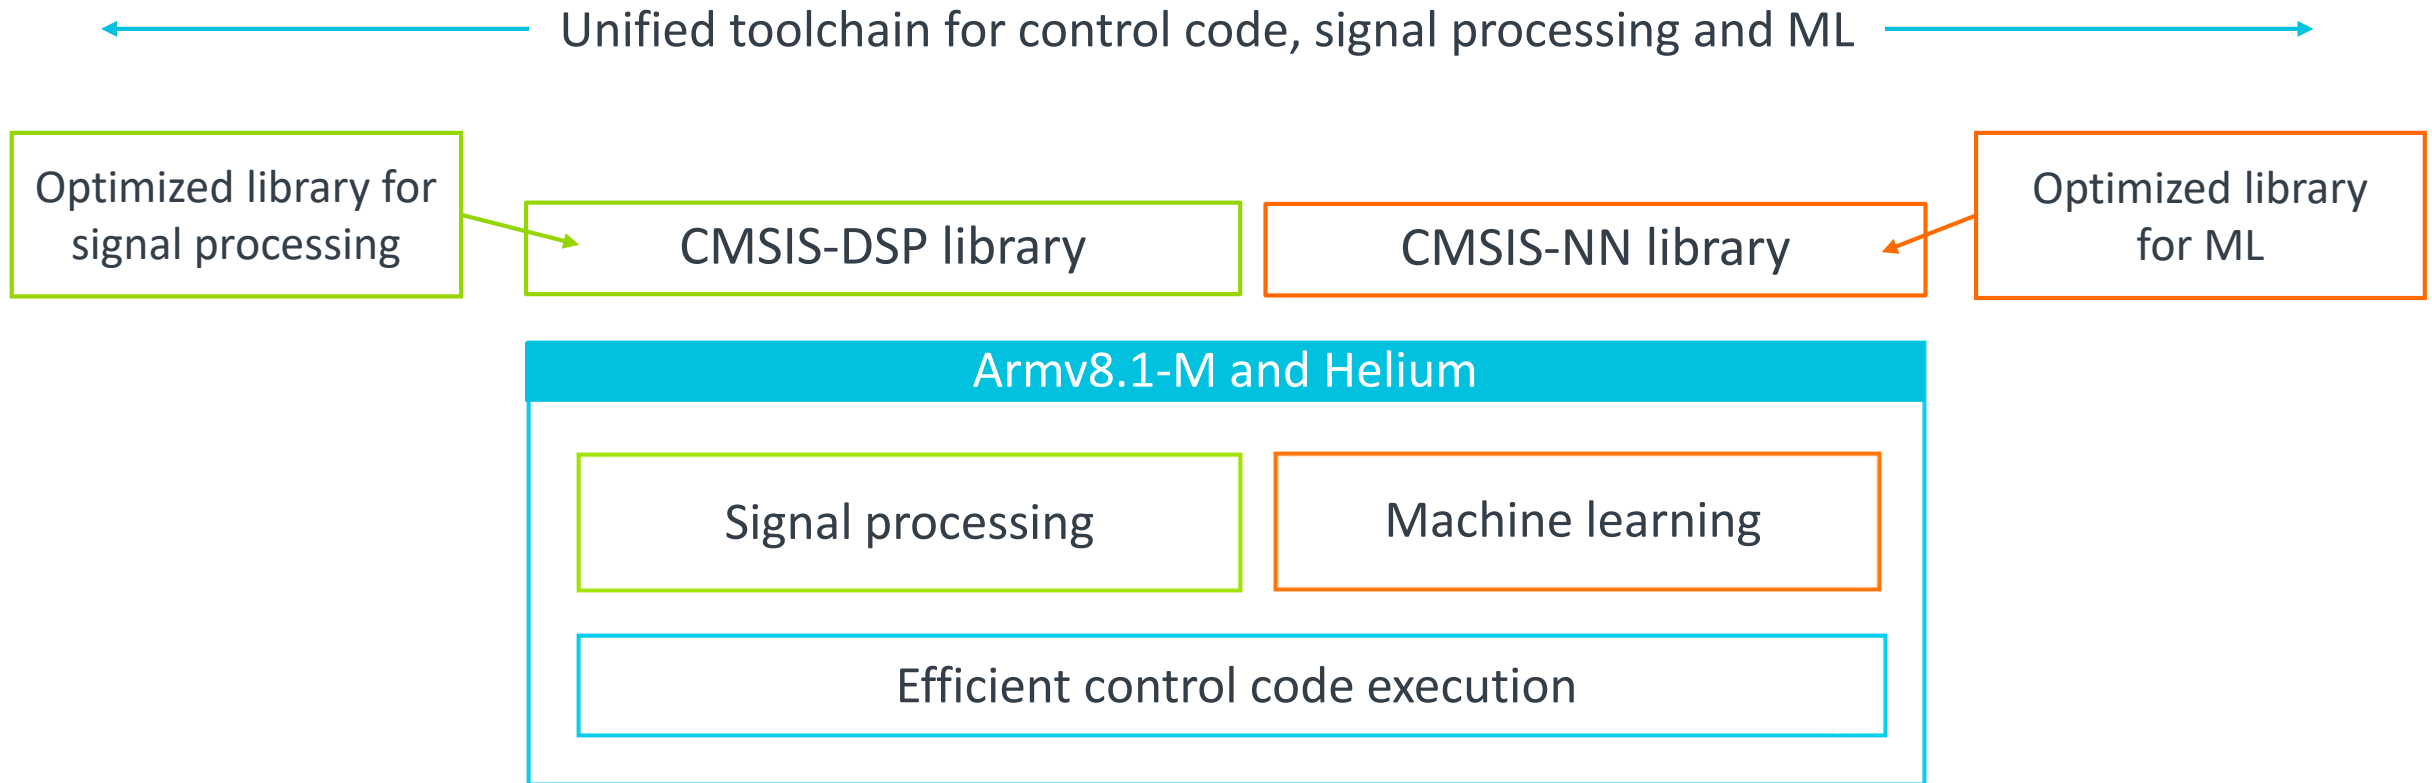 Unified toolchain for control code, signal processing and ML
Optimized library for
signal processing
CMSIS-DSP library
CMSIS-NN library
Optimized library
for ML
Armv8.1-M and Helium
Signal processing
Machine learning
Efficient control code execution